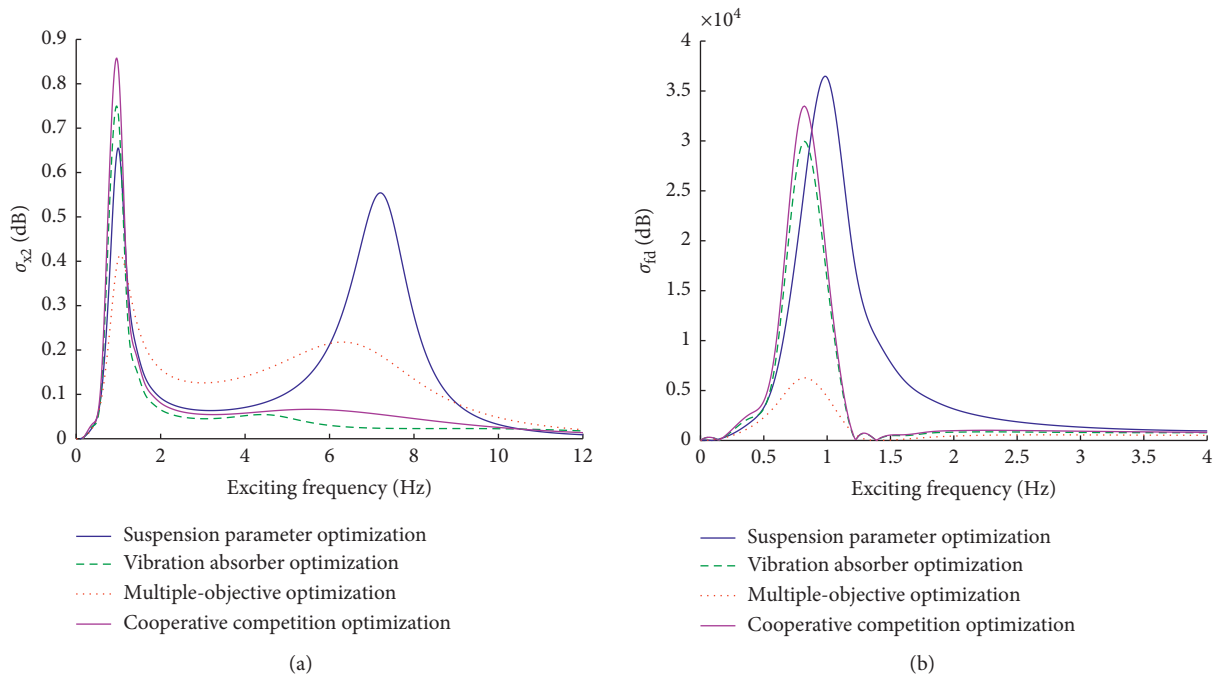 0.9
0.8
0.7
0.6
0.5
0.4
0.3
0.2
0.1
0
σx2 (dB)
0 2 4 6 8 10 12
Exciting frequency (Hz)
Suspension parameter optimization
Vibration absorber optimization
Multiple-objective optimization
Cooperative competition optimization
(a)
×10^4
4
3.5
3
2.5
2
1.5
1
0.5
0
σfd (dB)
0 0.5 1 1.5 2 2.5 3 3.5 4
Exciting frequency (Hz)
Suspension parameter optimization
Vibration absorber optimization
Multiple-objective optimization
Cooperative competition optimization
(b)